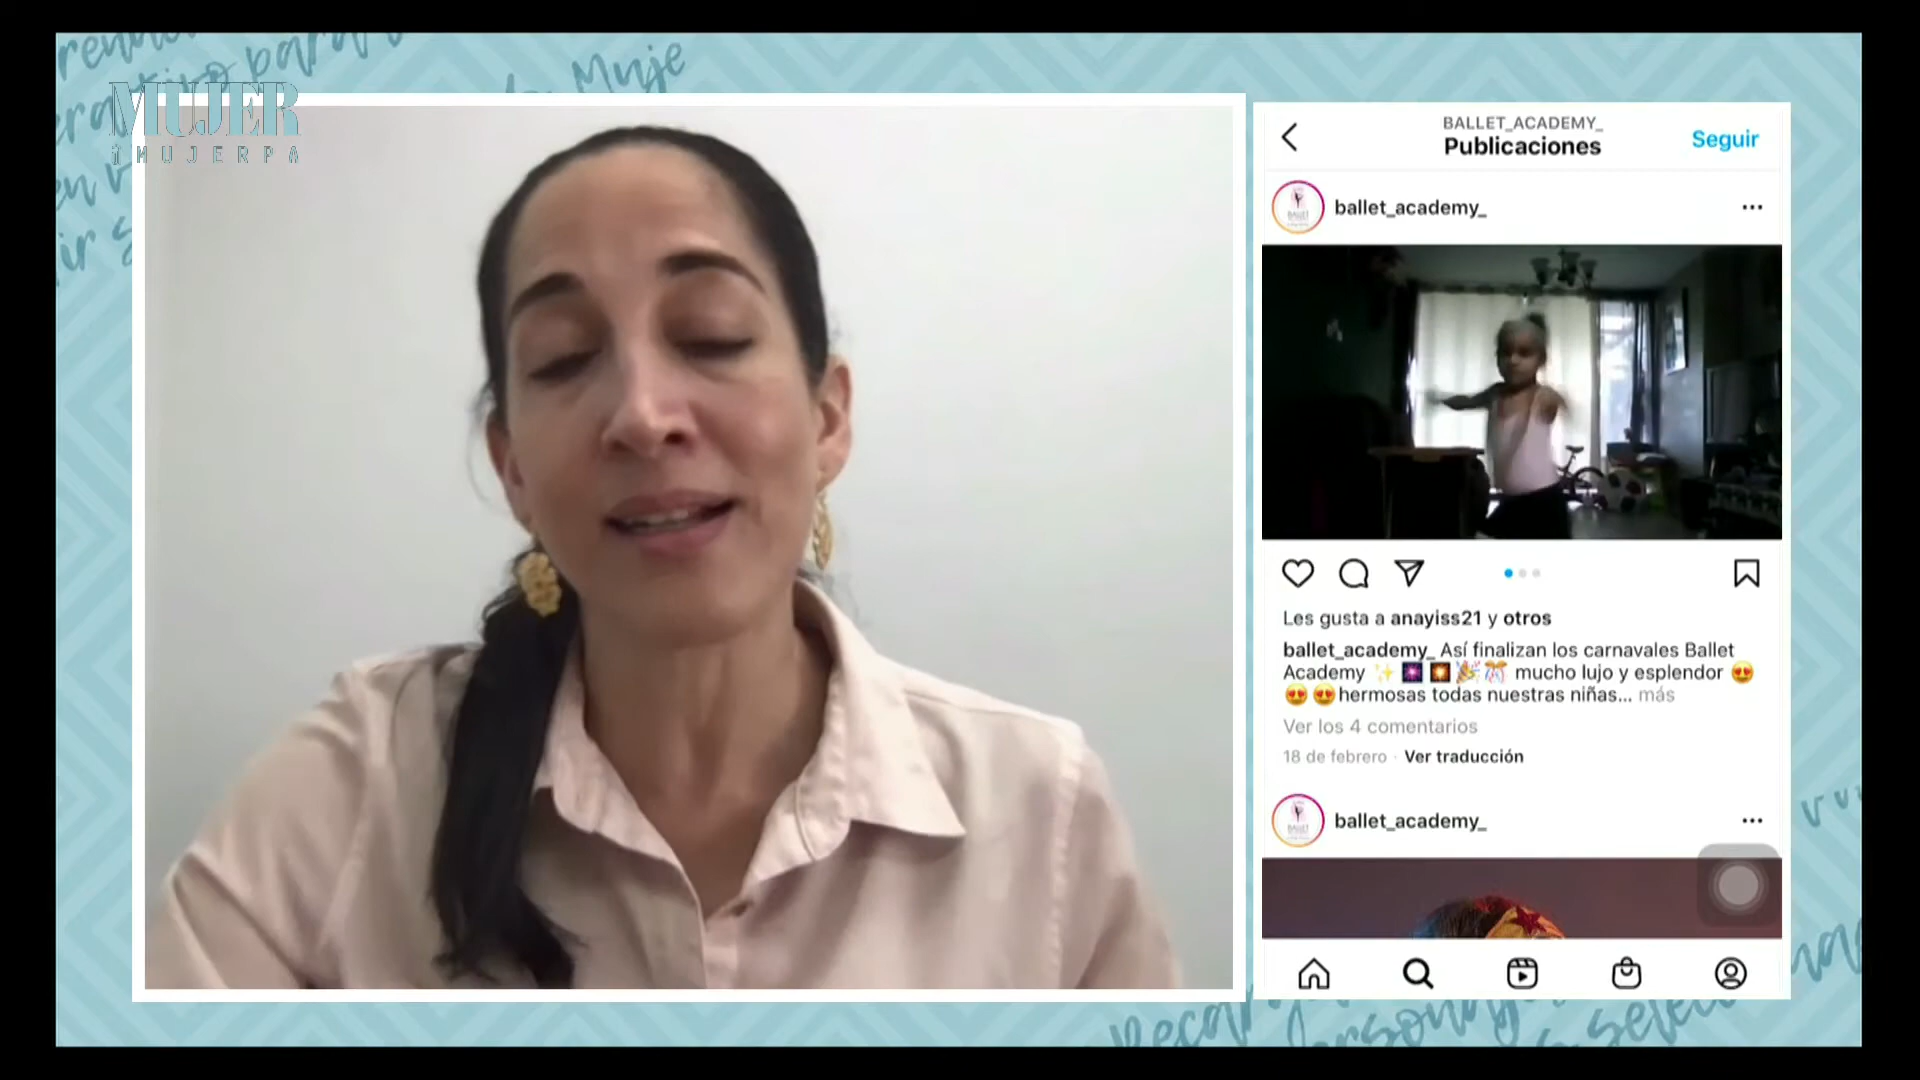 Muje
MUJER
@MUJERPA
BALLET_ACADEMY_
Publicaciones
Seguir
ballet_academy_
Les gusta a anayiss21 y otros
ballet_academy_ Así finalizan los carnavales Ballet
Academy ✨ 🎆 💥 🎉 🎊 mucho lujo y esplendor 😍
😍 😍 hermosas todas nuestras niñas... más
Ver los 4 comentarios
18 de febrero · Ver traducción
ballet_academy_